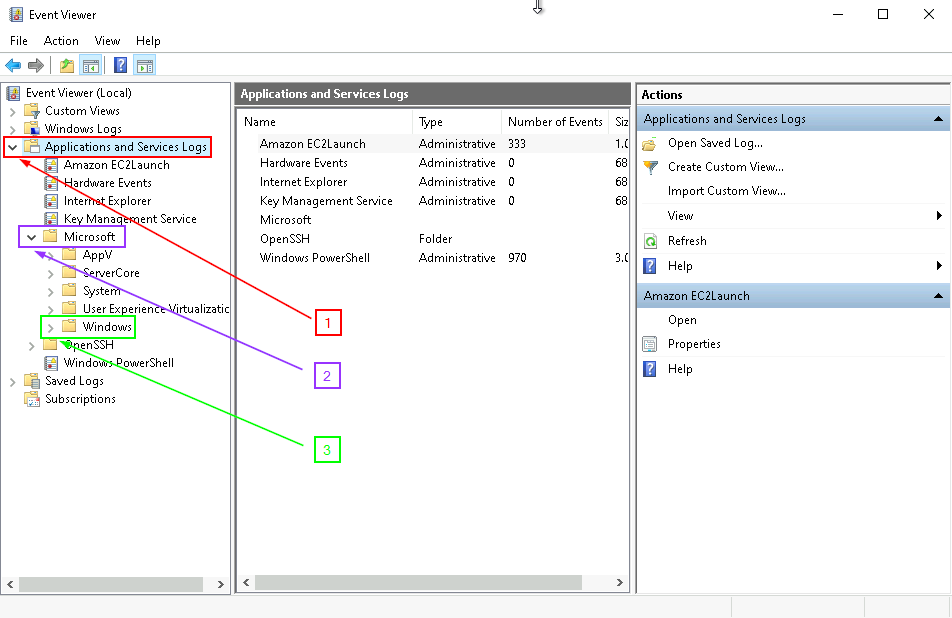 Event Viewer
File Action View Help
Event Viewer (Local)
Custom Views
Windows Logs
Applications and Services Logs
Amazon EC2Launch
Hardware Events
Internet Explorer
Key Management Service
Microsoft
AppV
ServerCore
System
User Experience Virtualizatic
Windows
OpenSSH
Windows PowerShell
Saved Logs
Subscriptions
Applications and Services Logs
Name Type Number of Events Siz
Amazon EC2Launch Administrative 333 1.0
Hardware Events Administrative 0 68
Internet Explorer Administrative 0 68
Key Management Service Administrative 0 68
Microsoft
OpenSSH Folder
Windows PowerShell Administrative 970 3.0
1
2
3
Actions
Applications and Services Logs
Open Saved Log...
Create Custom View...
Import Custom View...
View
Refresh
Help
Amazon EC2Launch
Open
Properties
Help